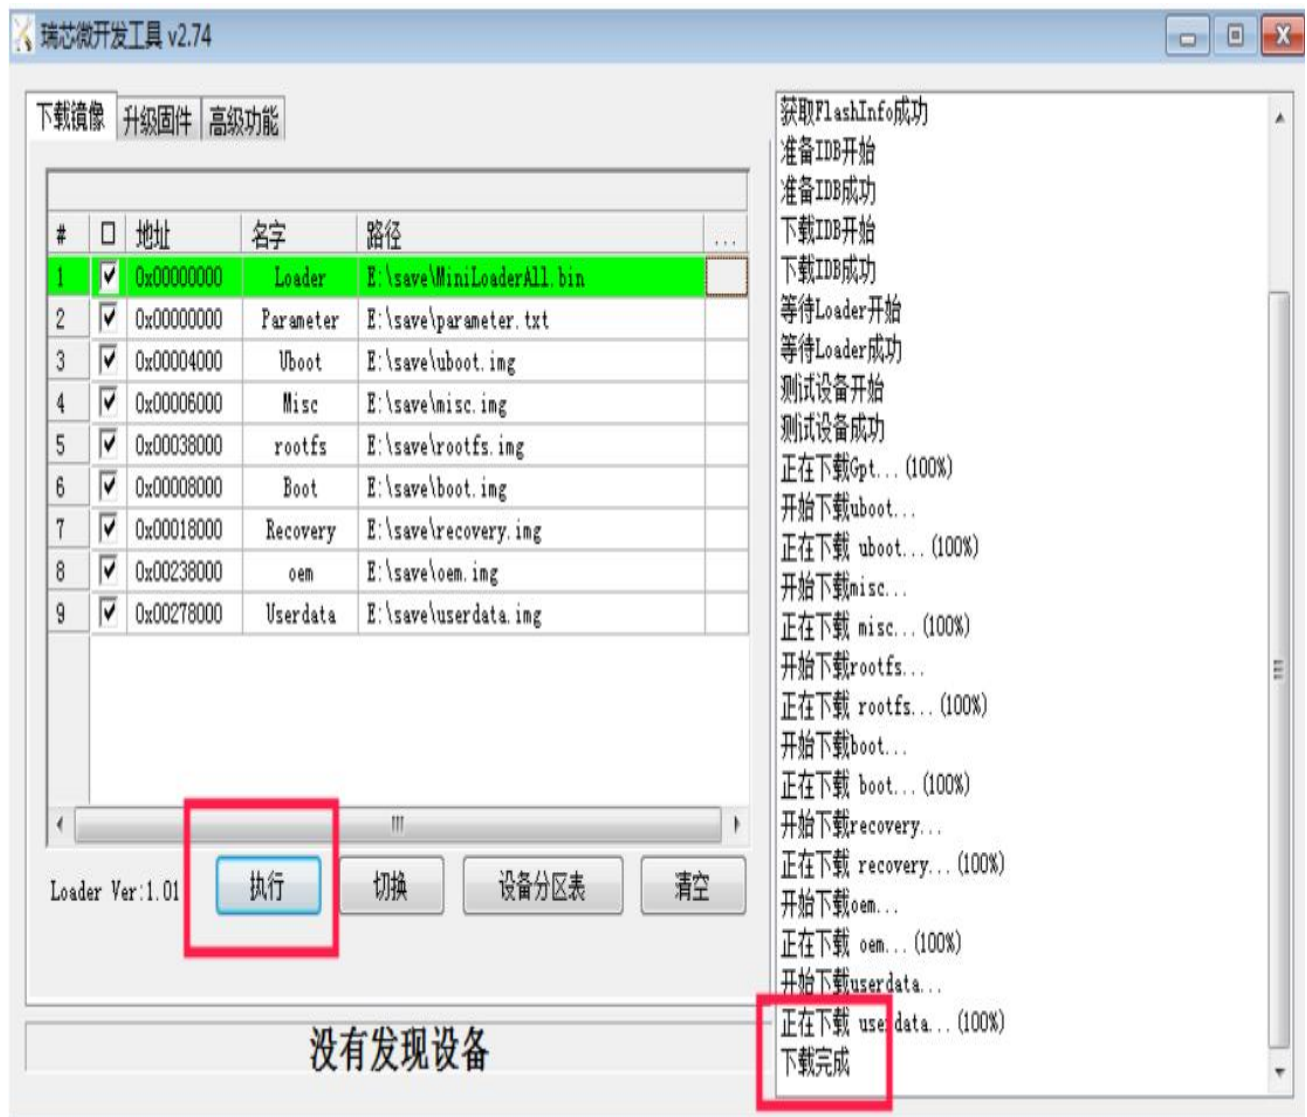 瑞芯微开发工具 v2.74
下载镜像 升级固件 高级功能
# 地址 名字 路径 ...
1 0x00000000 Loader E:\save\MiniLoaderAll.bin
2 0x00000000 Parameter E:\save\parameter.txt
3 0x00004000 Uboot E:\save\uboot.img
4 0x00006000 Misc E:\save\misc.img
5 0x00038000 rootfs E:\save\rootfs.img
6 0x00008000 Boot E:\save\boot.img
7 0x00018000 Recovery E:\save\recovery.img
8 0x00238000 oem E:\save\oem.img
9 0x00278000 Userdata E:\save\userdata.img
Loader Ver:1.01 执行 切换 设备分区表 清空
没有发现设备
获取FlashInfo成功
准备IDB开始
准备IDB成功
下载IDB开始
下载IDB成功
等待Loader开始
等待Loader成功
测试设备开始
测试设备成功
正在下载Gpt...(100%)
开始下载uboot...
正在下载 uboot...(100%)
开始下载misc...
正在下载 misc...(100%)
开始下载rootfs...
正在下载 rootfs...(100%)
开始下载boot...
正在下载 boot...(100%)
开始下载recovery...
正在下载 recovery...(100%)
开始下载oem...
正在下载 oem...(100%)
开始下载userdata...
正在下载 userdata...(100%)
下载完成